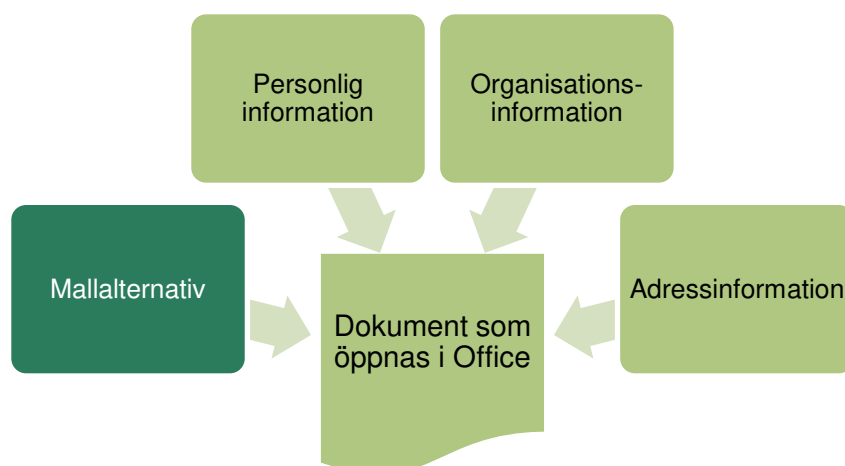 Personlig
information
Organisations-
information
Mallalternativ
Adressinformation
Dokument som
öppnas i Office